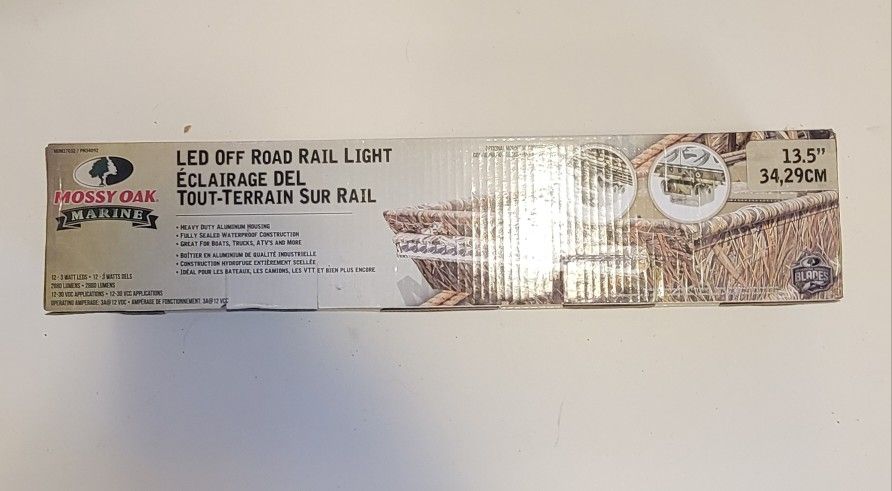 MOSSY OAK
MARINE
LED OFF ROAD RAIL LIGHT
ÉCLAIRAGE DEL
TOUT-TERRAIN SUR RAIL
• HEAVY DUTY ALUMINUM HOUSING
• FULLY SEALED WATERPROOF CONSTRUCTION
• GREAT FOR BOATS, TRUCKS, ATV'S AND MORE
• BOÎTIER EN ALUMINIUM DE QUALITÉ INDUSTRIELLE
• CONSTRUCTION HYDROFUGE ENTIÈREMENT SCELLÉE
• IDÉAL POUR LES BATEAUX, LES CAMIONS, LES VTT ET BIEN PLUS ENCORE
12 - 3 WATT LEDS • 12 - 3 WATTS DELS
LUMENS • LUMENS
12-30 VCC APPLICATIONS • 12-30 VCC APPLICATIONS
OPERATING AMPERAGE: 3A@12 VDC • AMPÉRAGE DE FONCTIONNEMENT: 3A@12 VCC
13.5"
34,29CM
BLADES